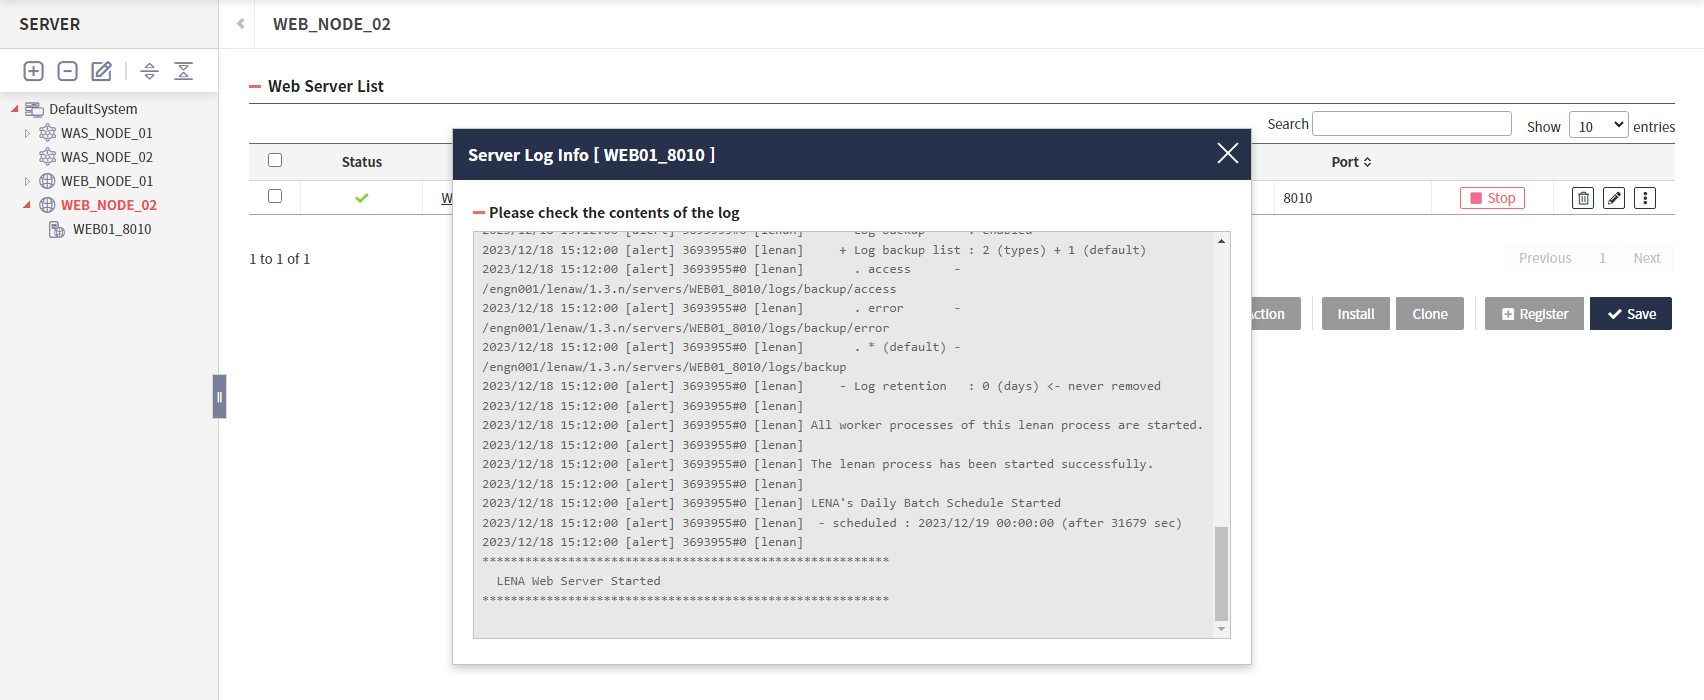 SERVER
WEB_NODE_02
DefaultSystem
WAS_NODE_01
WAS_NODE_02
WEB_NODE_01
WEB_NODE_02
WEB01_8010
Web Server List
Search
Show 10 entries
Status
Port
W
8010
Stop
1 to 1 of 1
Previous 1 Next
ction
Install
Clone
Register
Save
Server Log Info [ WEB01_8010 ]
Please check the contents of the log
2023/12/18 15:12:00 [alert] 3693955#0 [lenan] - Log backup : enabled
2023/12/18 15:12:00 [alert] 3693955#0 [lenan] + Log backup list : 2 (types) + 1 (default)
2023/12/18 15:12:00 [alert] 3693955#0 [lenan] . access -
/engn001/lenaw/1.3.n/servers/WEB01_8010/logs/backup/access
2023/12/18 15:12:00 [alert] 3693955#0 [lenan] . error -
/engn001/lenaw/1.3.n/servers/WEB01_8010/logs/backup/error
2023/12/18 15:12:00 [alert] 3693955#0 [lenan] . * (default) -
/engn001/lenaw/1.3.n/servers/WEB01_8010/logs/backup
2023/12/18 15:12:00 [alert] 3693955#0 [lenan] - Log retention : 0 (days) <- never removed
2023/12/18 15:12:00 [alert] 3693955#0 [lenan]
2023/12/18 15:12:00 [alert] 3693955#0 [lenan] All worker processes of this lenan process are started.
2023/12/18 15:12:00 [alert] 3693955#0 [lenan]
2023/12/18 15:12:00 [alert] 3693955#0 [lenan] The lenan process has been started successfully.
2023/12/18 15:12:00 [alert] 3693955#0 [lenan]
2023/12/18 15:12:00 [alert] 3693955#0 [lenan] LENA's Daily Batch Schedule Started
2023/12/18 15:12:00 [alert] 3693955#0 [lenan] - scheduled : 2023/12/19 00:00:00 (after 31679 sec)
2023/12/18 15:12:00 [alert] 3693955#0 [lenan]
*********************************************************
LENA Web Server Started
*********************************************************